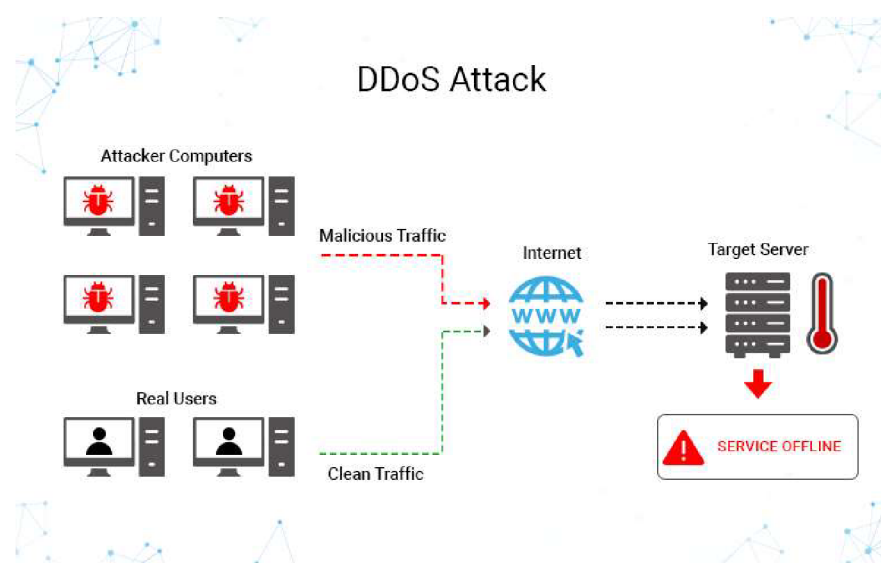 DDoS Attack
Attacker Computers
Malicious Traffic
Internet
Target Server
www
Real Users
Clean Traffic
SERVICE OFFLINE